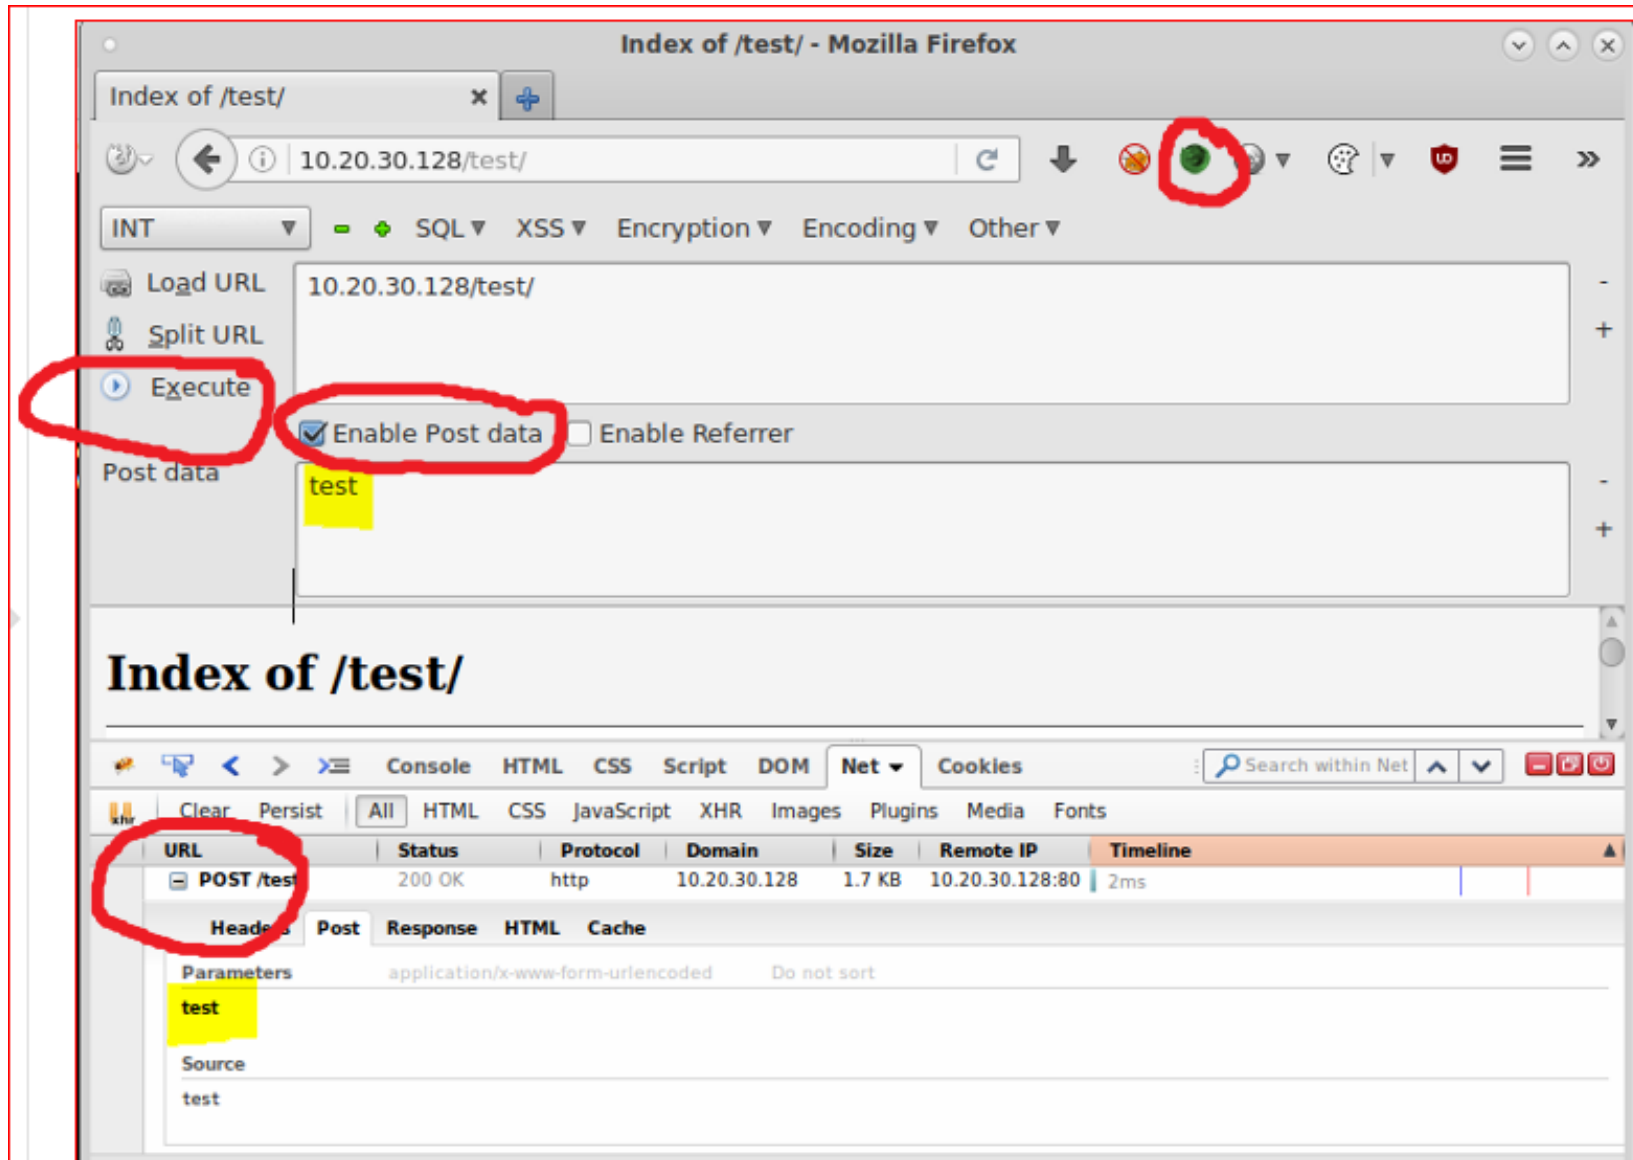 Index of /test/ - Mozilla Firefox
Index of /test/
10.20.30.128/test/
INT SQL XSS Encryption Encoding Other
Load URL 10.20.30.128/test/
Split URL
Execute
Enable Post data Enable Referrer
Post data test
Index of /test/
Console HTML CSS Script DOM Net Cookies Search within Net
xhr Clear Persist All HTML CSS JavaScript XHR Images Plugins Media Fonts
URL Status Protocol Domain Size Remote IP Timeline
POST /test 200 OK http 10.20.30.128 1.7 KB 10.20.30.128:80 2ms
Headers Post Response HTML Cache
Parameters application/x-www-form-urlencoded Do not sort
test
Source
test